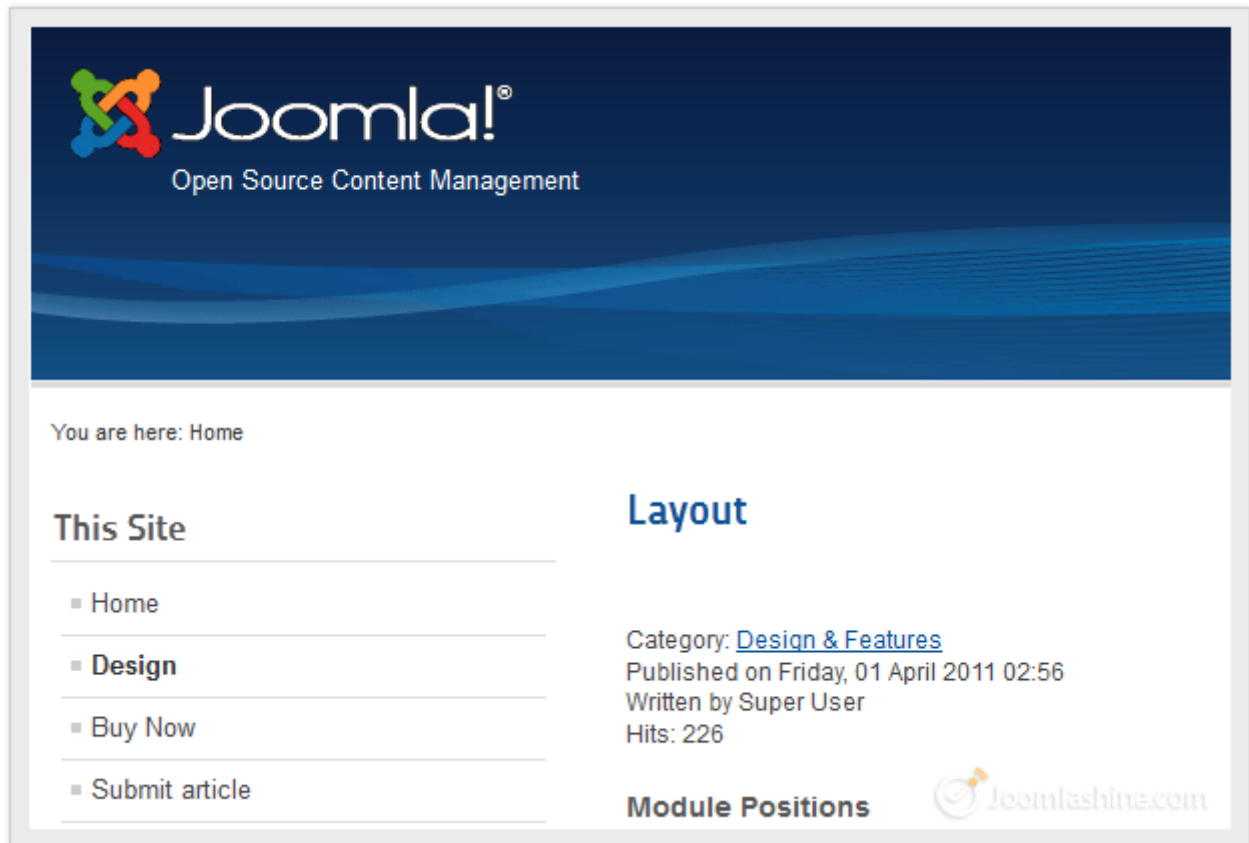 Joomla!®
Open Source Content Management
You are here: Home
This Site
Home
Design
Buy Now
Submit article
Layout
Category: Design & Features
Published on Friday, 01 April 2011 02:56
Written by Super User
Hits: 226
Module Positions
Joomlashine.com